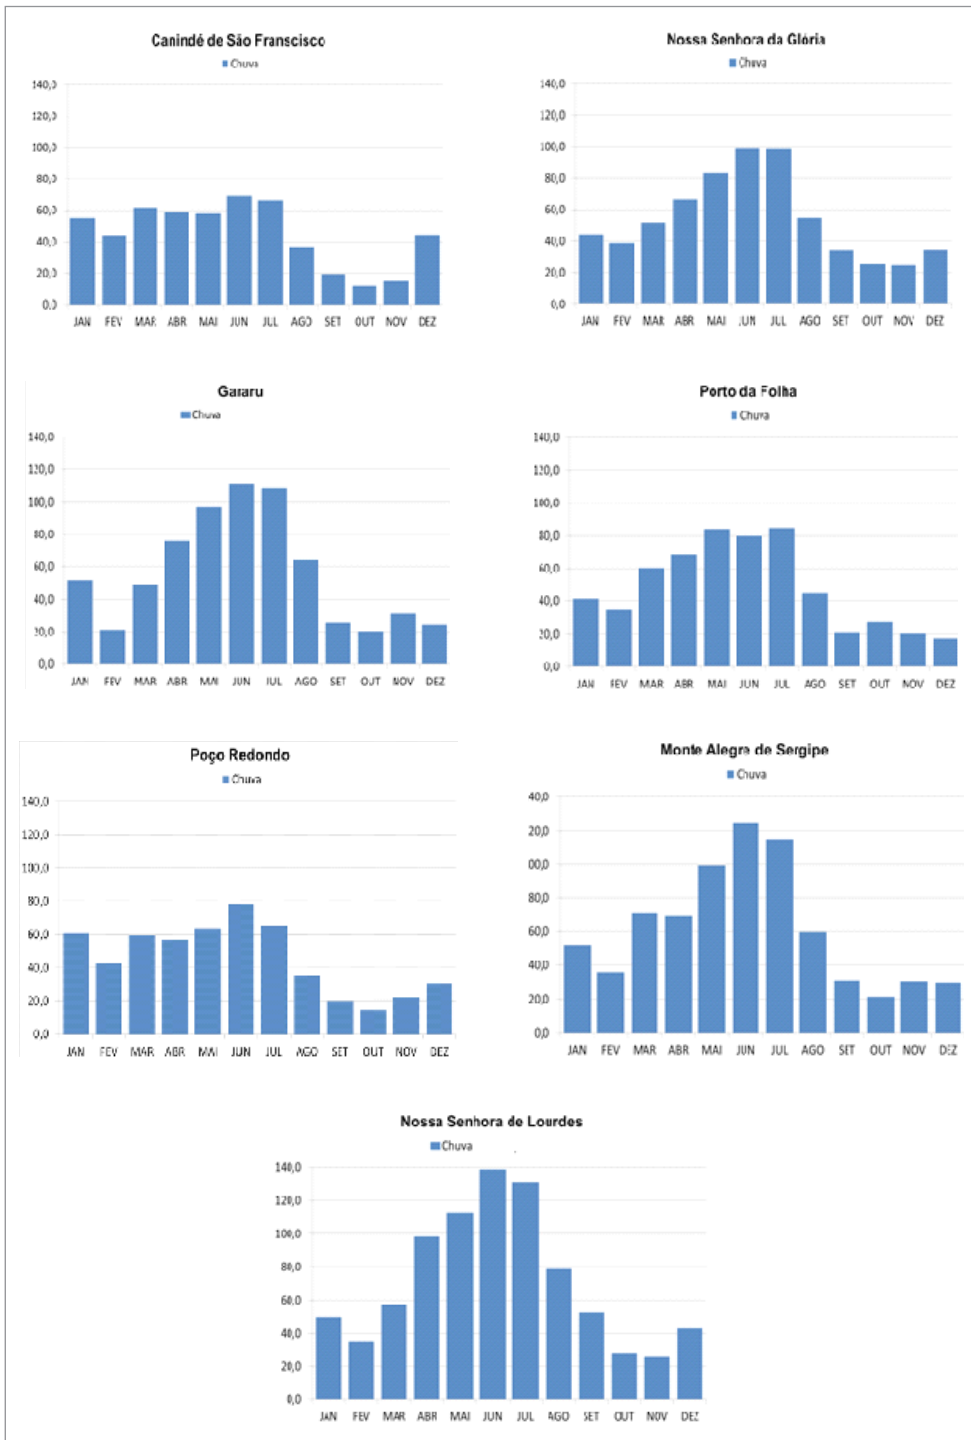 Canindé de São Franscisco
Chuva
140,0
120,0
100,0
80,0
60,0
40,0
20,0
0,0
JAN FEV MAR ABR MAI JUN JUL AGO SET OUT NOV DEZ
Nossa Senhora da Glória
Chuva
140,0
120,0
100,0
80,0
60,0
40,0
20,0
0,0
JAN FEV MAR ABR MAI JUN JUL AGO SET OUT NOV DEZ
Gararu
Chuva
140,0
120,0
100,0
80,0
60,0
40,0
20,0
0,0
JAN FEV MAR ABR MAI JUN JUL AGO SET OUT NOV DEZ
Porto da Folha
Chuva
140,0
120,0
100,0
80,0
60,0
40,0
20,0
0,0
JAN FEV MAR ABR MAI JUN JUL AGO SET OUT NOV DEZ
Poço Redondo
Chuva
140,0
120,0
100,0
80,0
60,0
40,0
20,0
0,0
JAN FEV MAR ABR MAI JUN JUL AGO SET OUT NOV DEZ
Monte Alegre de Sergipe
Chuva
40,0
20,0
00,0
80,0
60,0
40,0
20,0
0,0
JAN FEV MAR ABR MAI JUN JUL AGO SET OUT NOV DEZ
Nossa Senhora de Lourdes
Chuva
140,0
120,0
100,0
80,0
60,0
40,0
20,0
0,0
JAN FEV MAR ABR MAI JUN JUL AGO SET OUT NOV DEZ